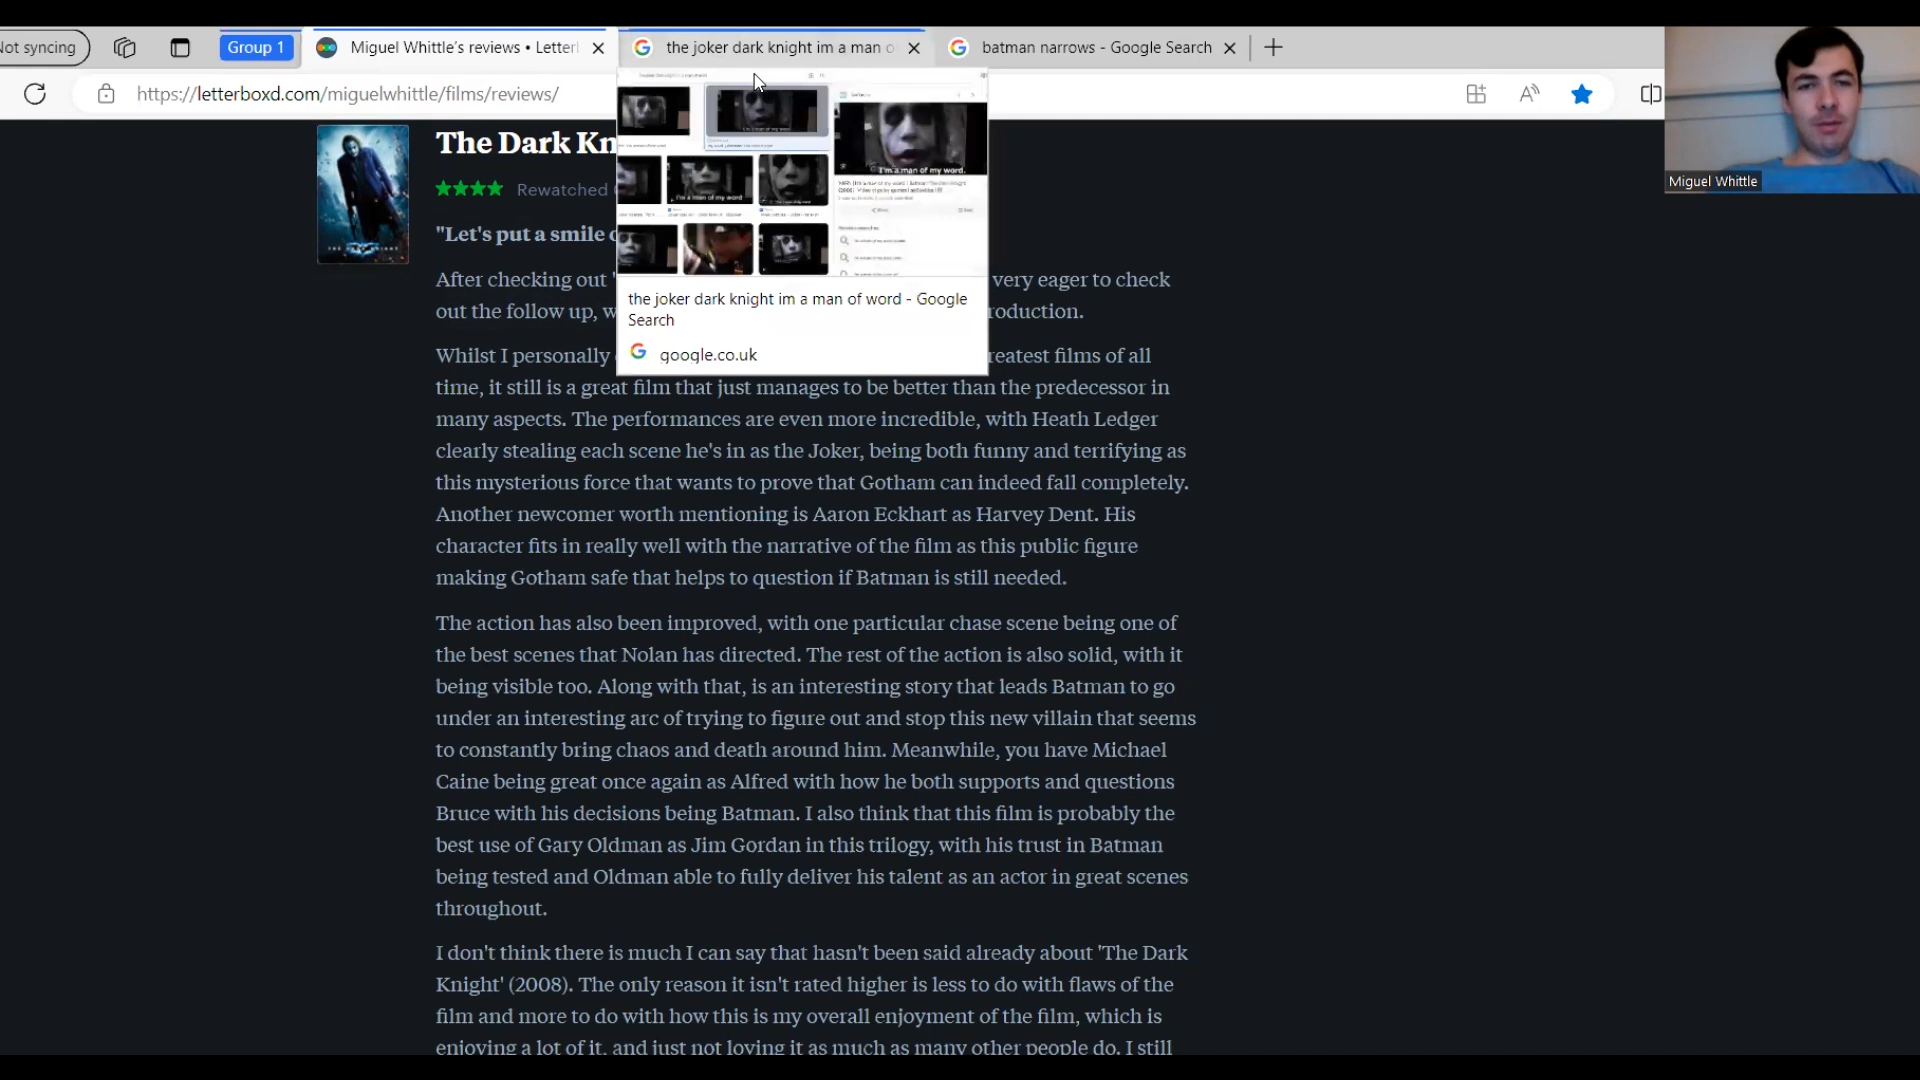 Not syncing
Group 1
Miguel Whittle's reviews • Letter
the joker dark knight im a man o
batman narrows - Google Search
https://letterboxd.com/miguelwhittle/films/reviews/
Miguel Whittle
The Dark Kn
Rewatched
"Let's put a smile o
After checking out ' very eager to check
out the follow up, w roduction.
Whilst I personally reatest films of all
time, it still is a great film that just manages to be better than the predecessor in
many aspects. The performances are even more incredible, with Heath Ledger
clearly stealing each scene he's in as the Joker, being both funny and terrifying as
this mysterious force that wants to prove that Gotham can indeed fall completely.
Another newcomer worth mentioning is Aaron Eckhart as Harvey Dent. His
character fits in really well with the narrative of the film as this public figure
making Gotham safe that helps to question if Batman is still needed.
The action has also been improved, with one particular chase scene being one of
the best scenes that Nolan has directed. The rest of the action is also solid, with it
being visible too. Along with that, is an interesting story that leads Batman to go
under an interesting arc of trying to figure out and stop this new villain that seems
to constantly bring chaos and death around him. Meanwhile, you have Michael
Caine being great once again as Alfred with how he both supports and questions
Bruce with his decisions being Batman. I also think that this film is probably the
best use of Gary Oldman as Jim Gordan in this trilogy, with his trust in Batman
being tested and Oldman able to fully deliver his talent as an actor in great scenes
throughout.
I don't think there is much I can say that hasn't been said already about 'The Dark
Knight' (2008). The only reason it isn't rated higher is less to do with flaws of the
film and more to do with how this is my overall enjoyment of the film, which is
enjoying a lot of it, and just not loving it as much as many other people do. I still
I'm a man of my word.
I'm a man of my word
the joker dark knight im a man of word - Google
Search
google.co.uk